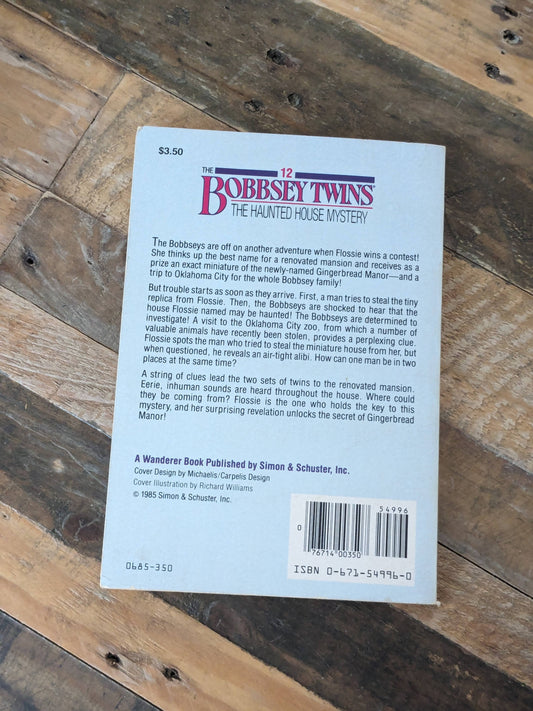 $3.50
THE 12
BOBBSEY TWINS®
THE HAUNTED HOUSE MYSTERY
The Bobbseys are off on another adventure when Flossie wins a contest!
She thinks up the best name for a renovated mansion and receives as a
prize an exact miniature of the newly-named Gingerbread Manor—and a
trip to Oklahoma City for the whole Bobbsey family!
But trouble starts as soon as they arrive. First, a man tries to steal the tiny
replica from Flossie. Then, the Bobbseys are shocked to hear that the
house Flossie named may be haunted! The Bobbseys are determined to
investigate! A visit to the Oklahoma City zoo, from which a number of
valuable animals have recently been stolen, provides a perplexing clue.
Flossie spots the man who tried to steal the miniature house from her, but
when questioned, he reveals an air-tight alibi. How can one man be in two
places at the same time?
A string of clues lead the two sets of twins to the renovated mansion.
Eerie, inhuman sounds are heard throughout the house. Where could
they be coming from? Flossie is the one who holds the key to this
mystery, and her surprising revelation unlocks the secret of Gingerbread
Manor!
A Wanderer Book Published by Simon & Schuster, Inc.
Cover Design by Michaelis/Carpelis Design
Cover Illustration by Richard Williams
© 1985 Simon & Schuster, Inc.
54996
0
76714 00350
ISBN 0-671-54996-0
0685-350